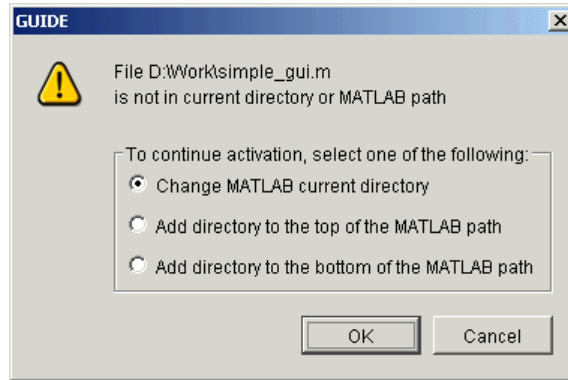 GUIDE
File D:\Work\simple_gui.m
is not in current directory or MATLAB path
To continue activation, select one of the following:
Change MATLAB current directory
Add directory to the top of the MATLAB path
Add directory to the bottom of the MATLAB path
OK Cancel